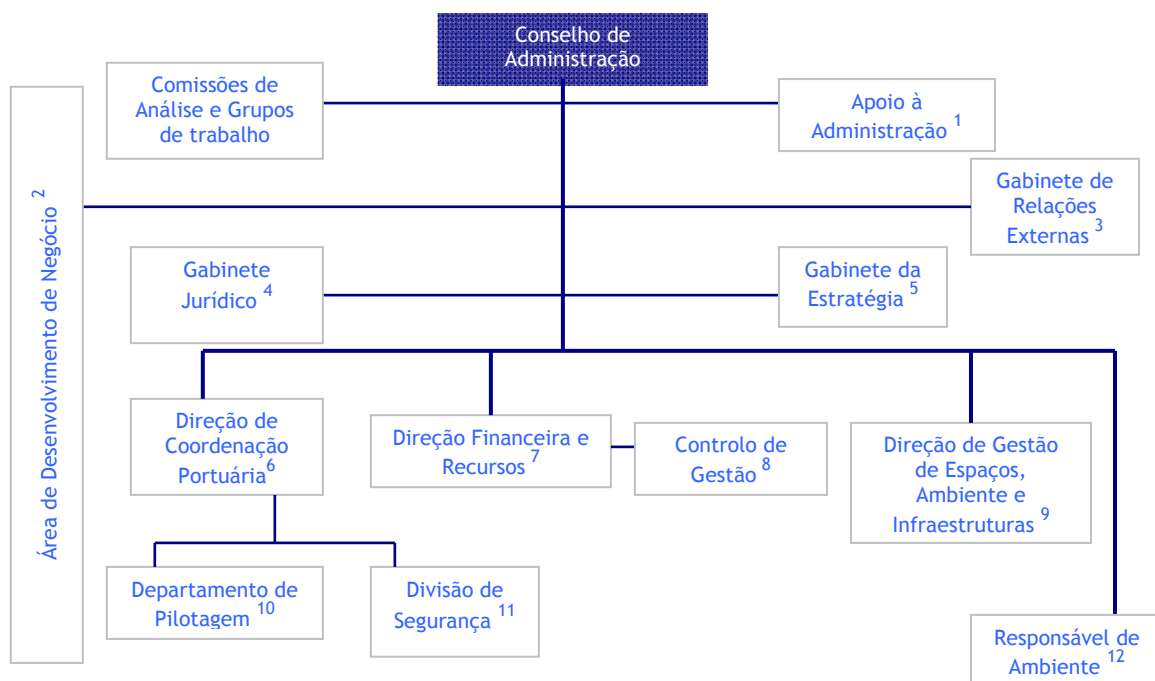 Conselho de
Administração
Comissões de
Análise e Grupos
de trabalho
Apoio à
Administração 1
Área de Desenvolvimento de Negócio 2
Gabinete de
Relações
Externas 3
Gabinete
Jurídico 4
Gabinete da
Estratégia 5
Direção de
Coordenação
Portuária6
Direção Financeira e
Recursos 7
Controlo de
Gestão 8
Direção de Gestão
de Espaços,
Ambiente e
Infraestruturas 9
Departamento de
Pilotagem 10
Divisão de
Segurança 11
Responsável de
Ambiente 12